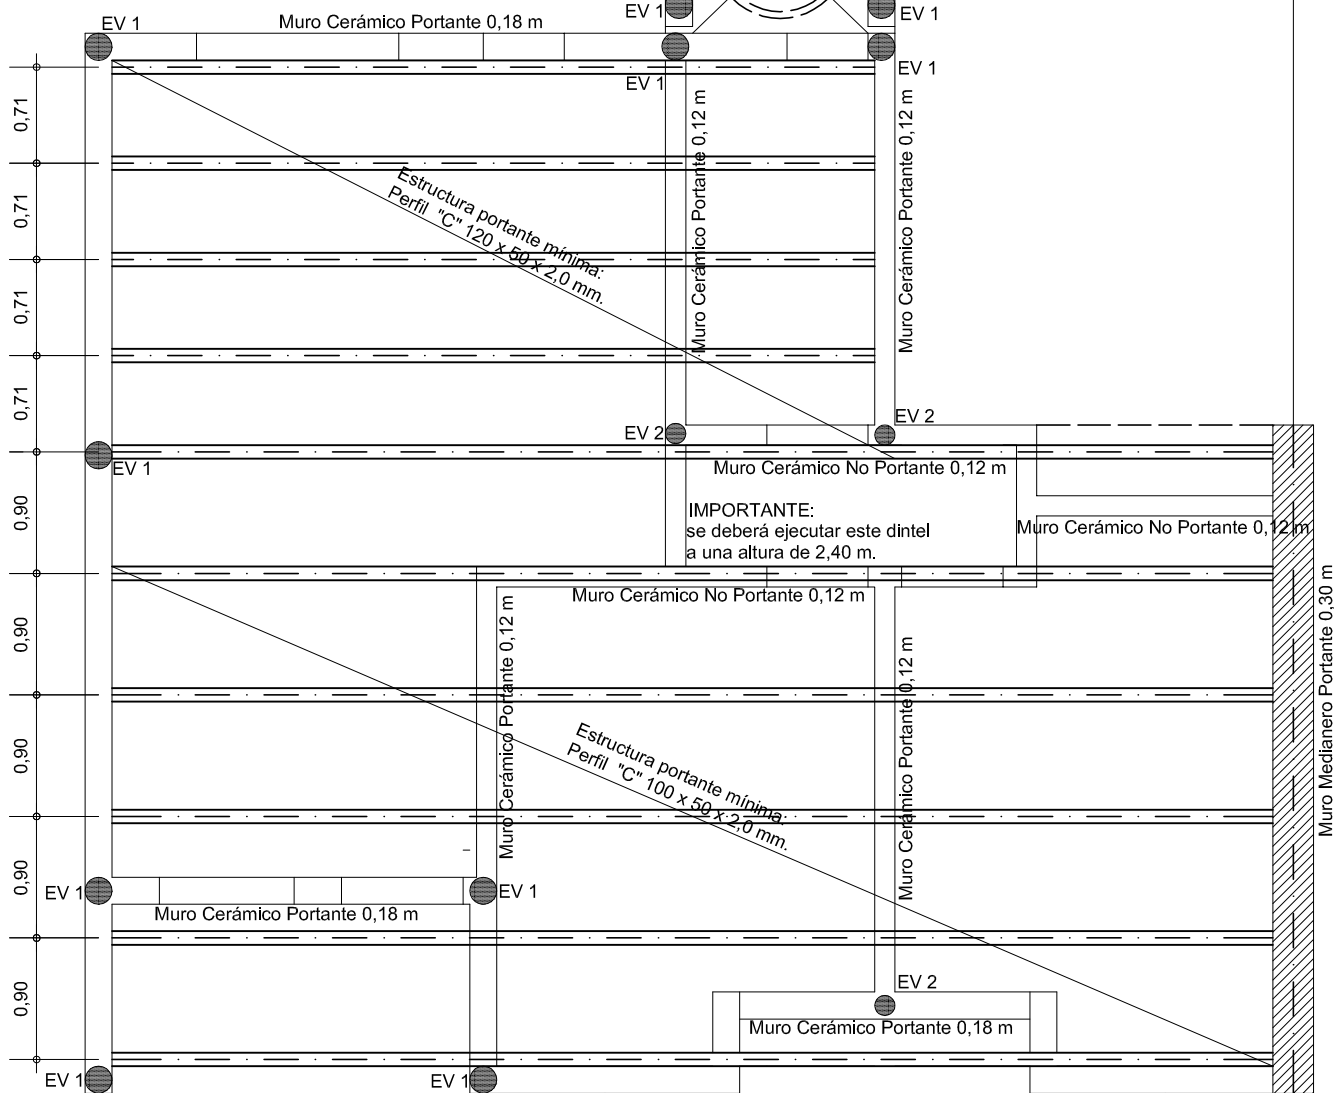 EV 1
Muro Cerámico Portante 0,18 m
EV 1
EV 1
EV 1
EV 1
0,71
0,71
0,71
0,71
0,90
0,90
0,90
0,90
0,90
Estructura portante mínima:
Perfil "C" 120 x 50 x 2,0 mm.
Muro Cerámico Portante 0,12 m
Muro Cerámico Portante 0,12 m
EV 2
EV 2
EV 1
Muro Cerámico No Portante 0,12 m
IMPORTANTE:
se deberá ejecutar este dintel
a una altura de 2,40 m.
Muro Cerámico No Portante 0,12 m
Muro Cerámico No Portante 0,12 m
Muro Cerámico Portante 0,12 m
Estructura portante mínima:
Perfil "C" 100 x 50 x 2,0 mm.
Muro Cerámico Portante 0,12 m
Muro Medianero Portante 0,30 m
EV 1
EV 1
Muro Cerámico Portante 0,18 m
EV 2
Muro Cerámico Portante 0,18 m
EV 1
EV 1